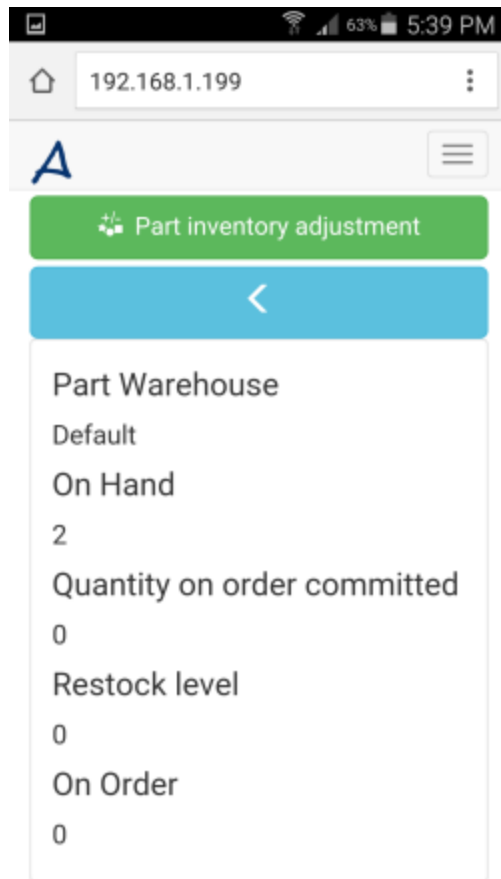 63% 5:39 PM
192.168.1.199
A
Part inventory adjustment
Part Warehouse
Default
On Hand
2
Quantity on order committed
0
Restock level
0
On Order
0